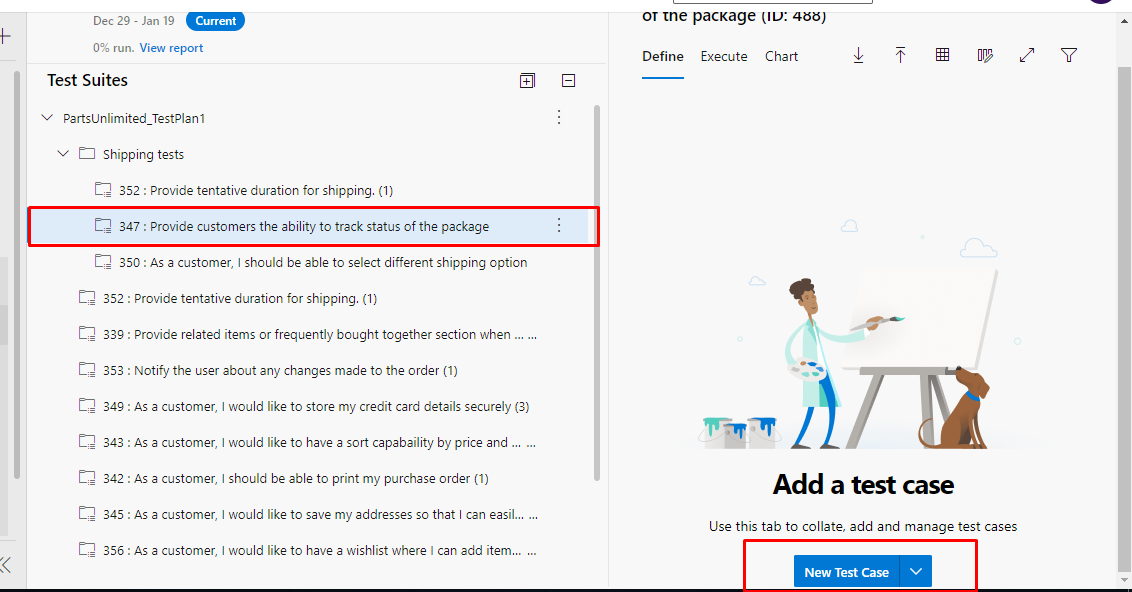 Dec 29 - Jan 19 Current
0% run. View report
Test Suites
PartsUnlimited_TestPlan1
Shipping tests
352 : Provide tentative duration for shipping. (1)
347 : Provide customers the ability to track status of the package
350 : As a customer, I should be able to select different shipping option
352 : Provide tentative duration for shipping. (1)
339 : Provide related items or frequently bought together section when ... ...
353 : Notify the user about any changes made to the order (1)
349 : As a customer, I would like to store my credit card details securely (3)
343 : As a customer, I would like to have a sort capabaility by price and ... ...
342 : As a customer, I should be able to print my purchase order (1)
345 : As a customer, I would like to save my addresses so that I can easil... ...
356 : As a customer, I would like to have a wishlist where I can add item... ...
of the package (ID: 488)
Define Execute Chart
Add a test case
Use this tab to collate, add and manage test cases
New Test Case